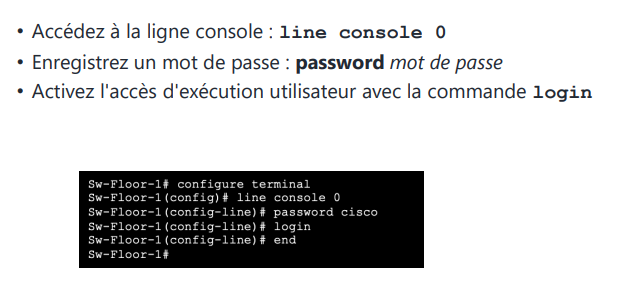 • Accédez à la ligne console : line console 0
• Enregistrez un mot de passe : password mot de passe
• Activez l'accès d'exécution utilisateur avec la commande login
Sw-Floor-1# configure terminal
Sw-Floor-1(config)# line console 0
Sw-Floor-1(config-line)# password cisco
Sw-Floor-1(config-line)# login
Sw-Floor-1(config-line)# end
Sw-Floor-1#